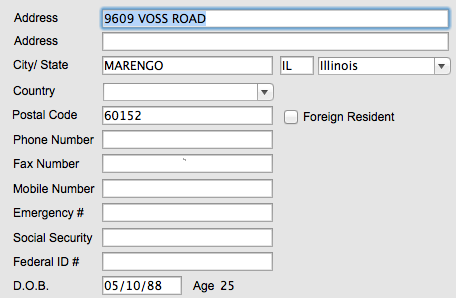 Address 9609 VOSS ROAD
Address
City/ State MARENGO IL Illinois
Country
Postal Code 60152 Foreign Resident
Phone Number
Fax Number
Mobile Number
Emergency #
Social Security
Federal ID #
D.O.B. 05/10/88 Age 25